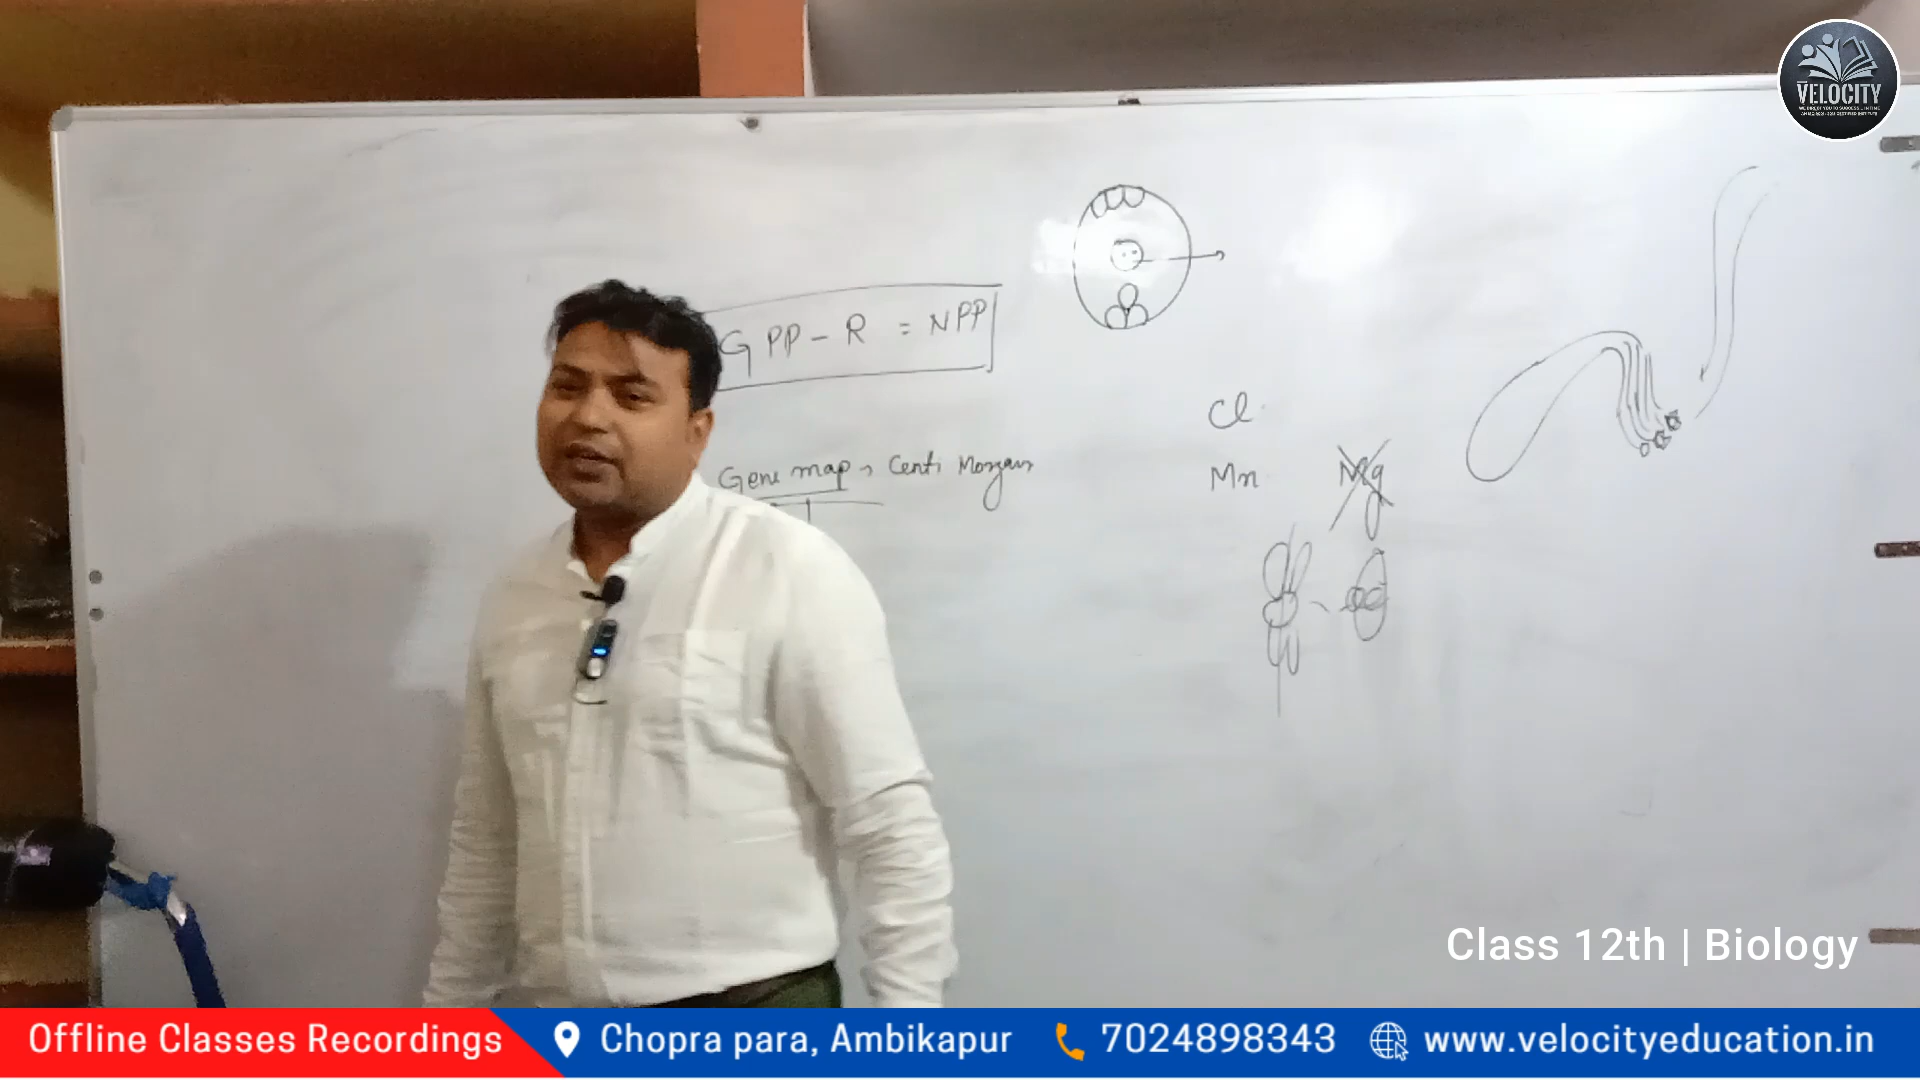 VELOCITY
GPP - R = NPP
Cl
Gene map → Centi Morgan
Mn
Mg
Class 12th | Biology
Offline Classes Recordings
Chopra para, Ambikapur
7024898343
www.velocityeducation.in